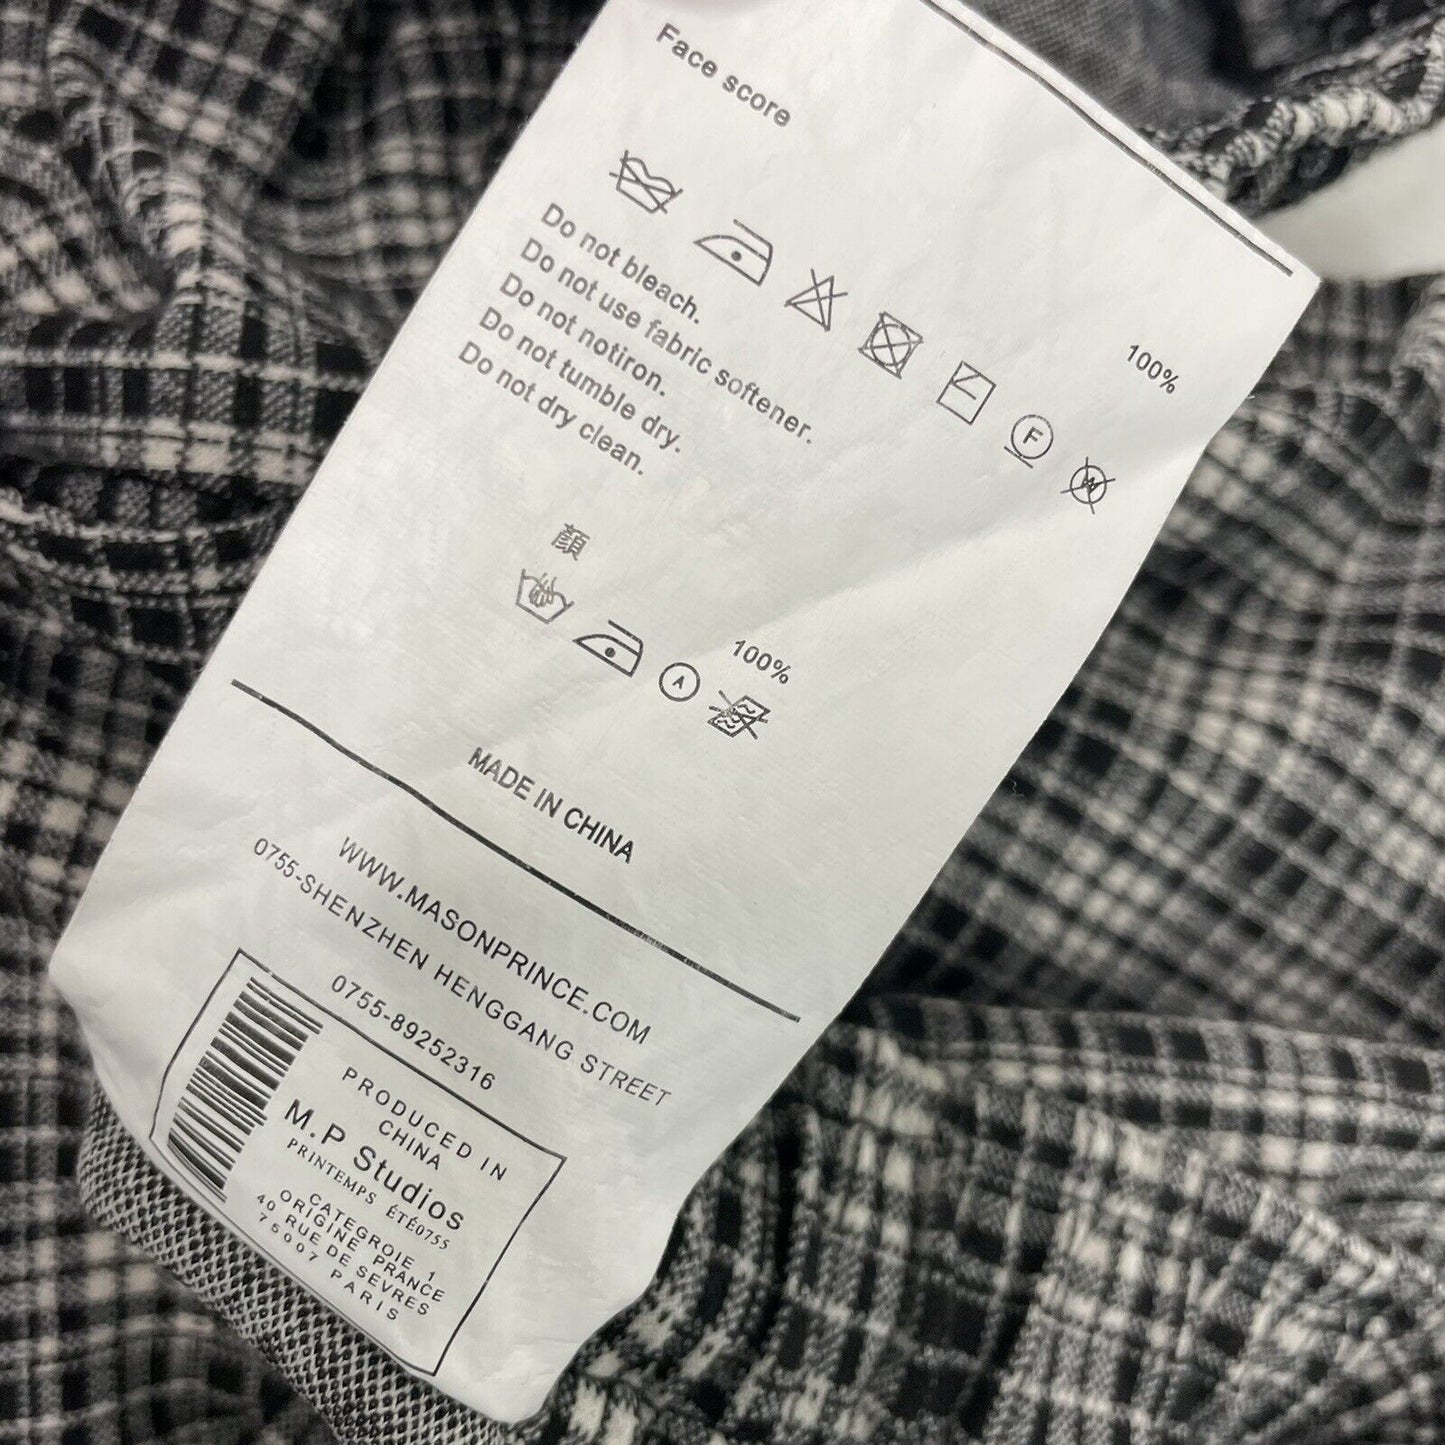 Face score
100%
F
W
Do not bleach.
Do not use fabric softener.
Do not notiron.
Do not tumble dry.
Do not dry clean.
顏
100%
A
MADE IN CHINA
WWW.MASONPRINCE.COM
0755-SHENZHEN HENGGANG STREET
0755-89252316
PRODUCED IN
CHINA
M.P Studios
PRINTEMPS ÉTÉ0755
CATEGROIE 1
ORIGINE PRANCE
40 RUE DE SEVRES
75007 PARIS